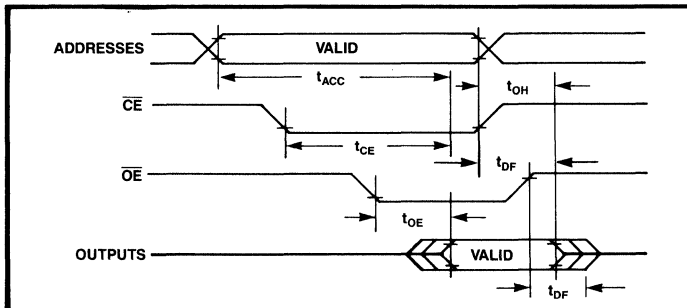 ADDRESSES VALID
tACC tOH
CE
tCE tDF
OE
tOE
OUTPUTS VALID
tDF